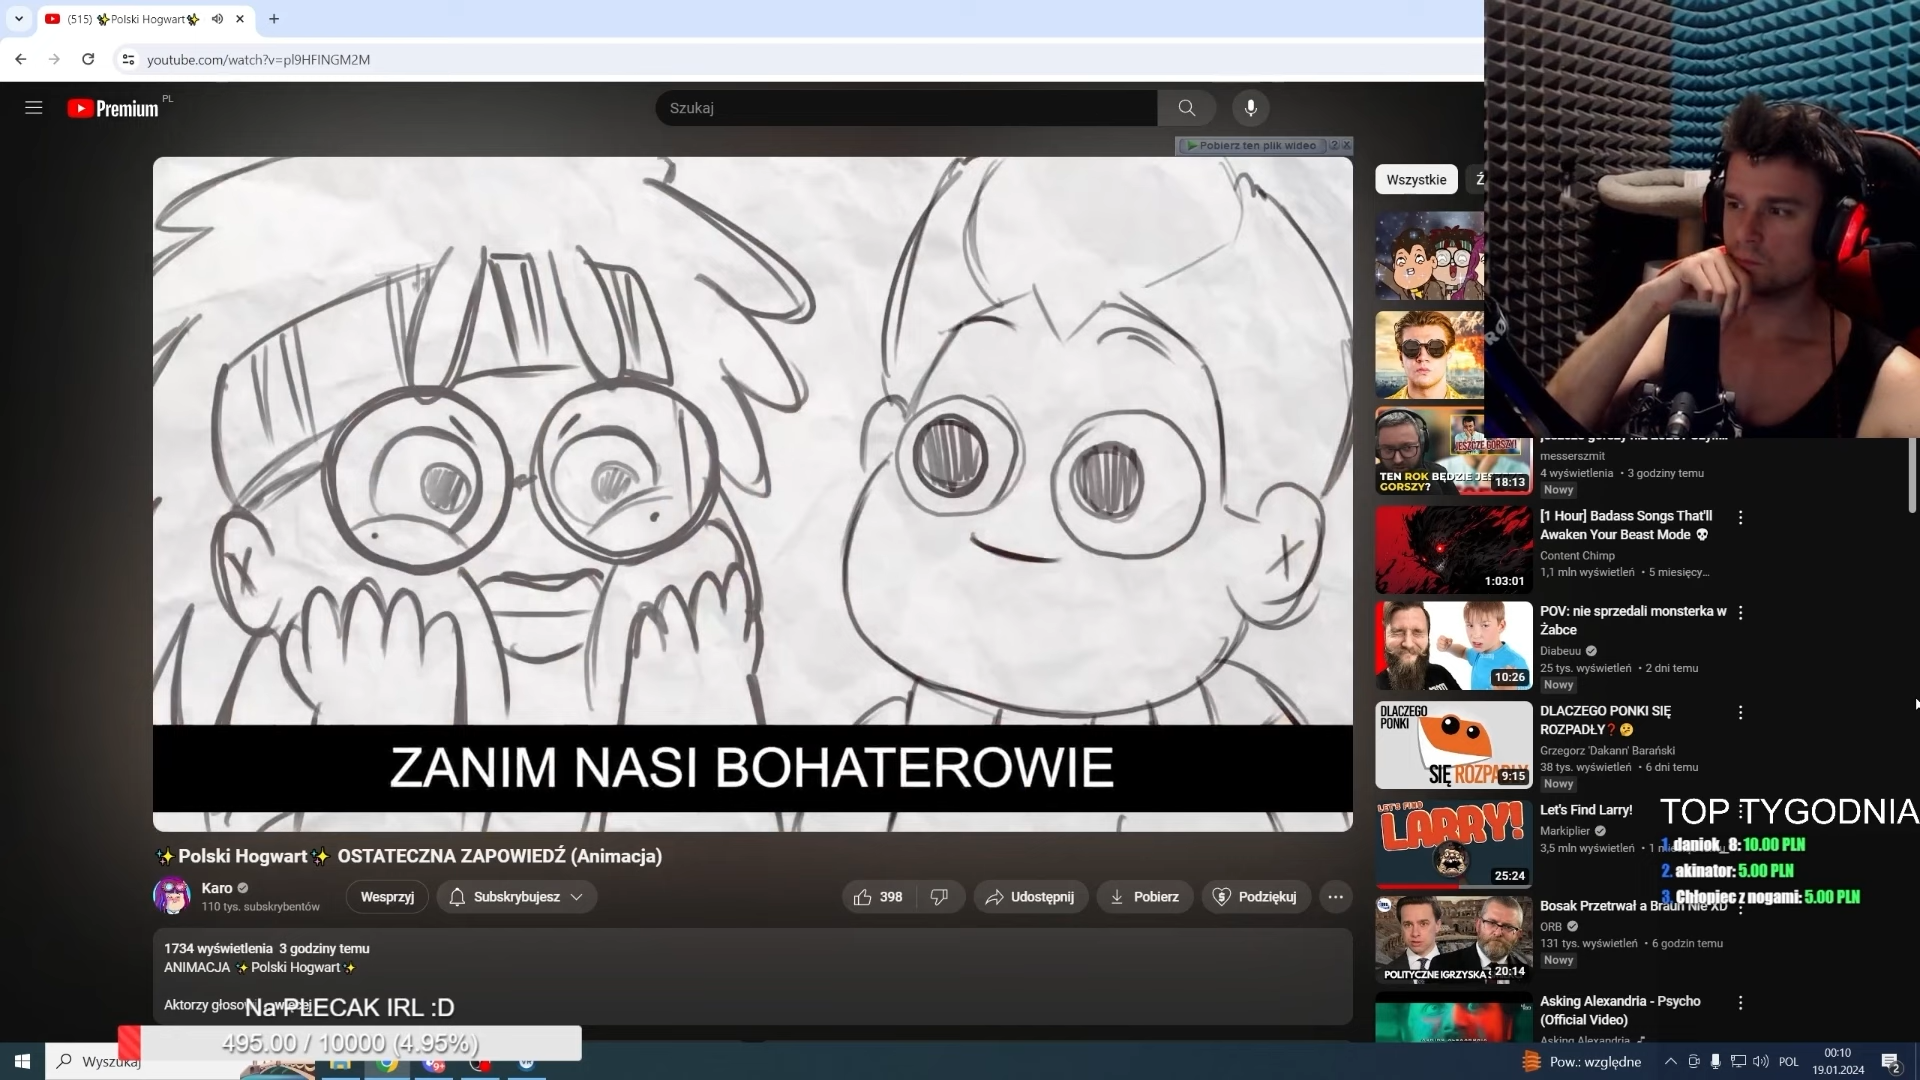 (515) ✨Polski Hogwart✨
youtube.com/watch?v=pl9HFINGM2M
Premium PL
Szukaj
Pobierz ten plik wideo
Wszystkie
ZANIM NASI BOHATEROWIE
✨Polski Hogwart✨ OSTATECZNA ZAPOWIEDŹ (Animacja)
Karo
110 tys. subskrybentów
Wesprzyj
Subskrybujesz
398
Udostępnij
Pobierz
Podziękuj
1734 wyświetlenia 3 godziny temu
ANIMACJA ✨Polski Hogwart✨
Aktorzy
Na PLECAK IRL :D
495.00 / 10000 (4.95%)
JESZCZE GORSZY!
TEN ROK BĘDZIE
GORSZY?
18:13
messerszmit
4 wyświetlenia • 3 godziny temu
Nowy
1:03:01
[1 Hour] Badass Songs That'll
Awaken Your Beast Mode 💀
Content Chimp
1,1 mln wyświetleń • 5 miesięcy...
10:26
POV: nie sprzedali monsterka w
Żabce
Diabeuu
25 tys. wyświetleń • 2 dni temu
Nowy
DLACZEGO
PONKI
SIĘ ROZPADŁY
9:15
DLACZEGO PONKI SIĘ
ROZPADŁY❓🤔
Grzegorz 'Dakann' Barański
38 tys. wyświetleń • 6 dni temu
Nowy
LET'S FIND
LARRY!
25:24
Let's Find Larry!
Markiplier
3,5 mln wyświetleń • 1
TOP TYGODNIA
1. daniok_8: 10.00 PLN
2. akinator: 5.00 PLN
3. Chłopiec z nogami: 5.00 PLN
POLITYCZNE IGRZYSKA
20:14
Bosak Przetrwał a Braun Nie XD
ORB
131 tys. wyświetleń • 6 godzin temu
Nowy
Asking Alexandria - Psycho
(Official Video)
Asking Alexandria
Wyszukaj
Pow.: względne
POL
00:10
19.01.2024
2